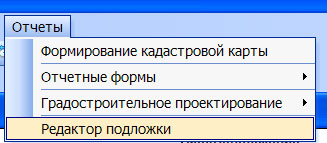 Отчеты
Формирование кадастровой карты
Отчетные формы
Градостроительное проектирование
Редактор подложки